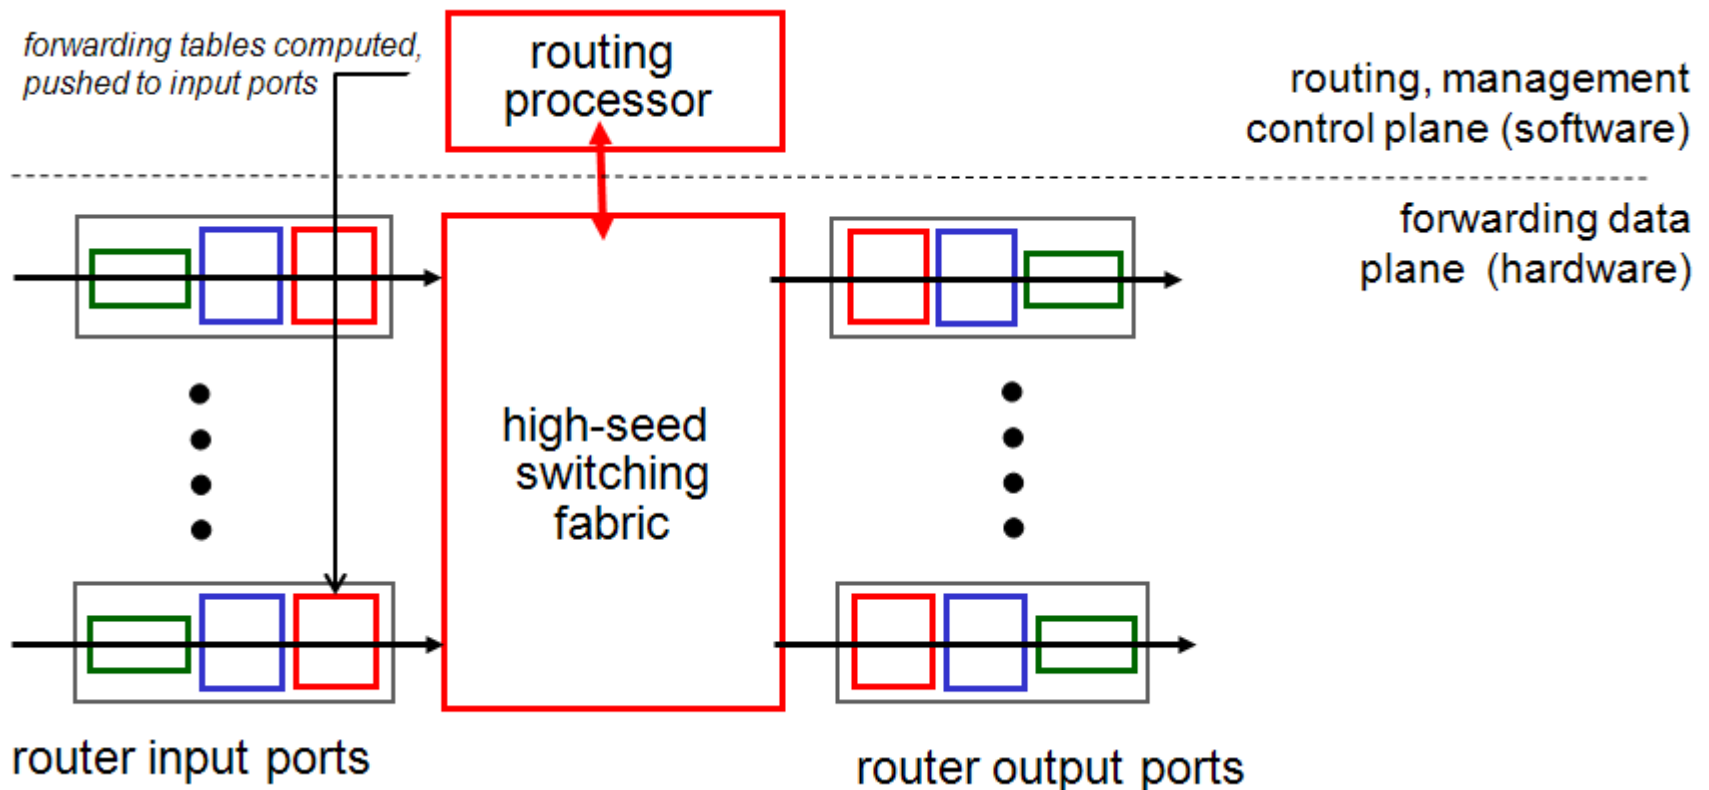 forwarding tables computed,
pushed to input ports
routing
processor
routing, management
control plane (software)
forwarding data
plane (hardware)
high-seed
switching
fabric
router input ports
router output ports